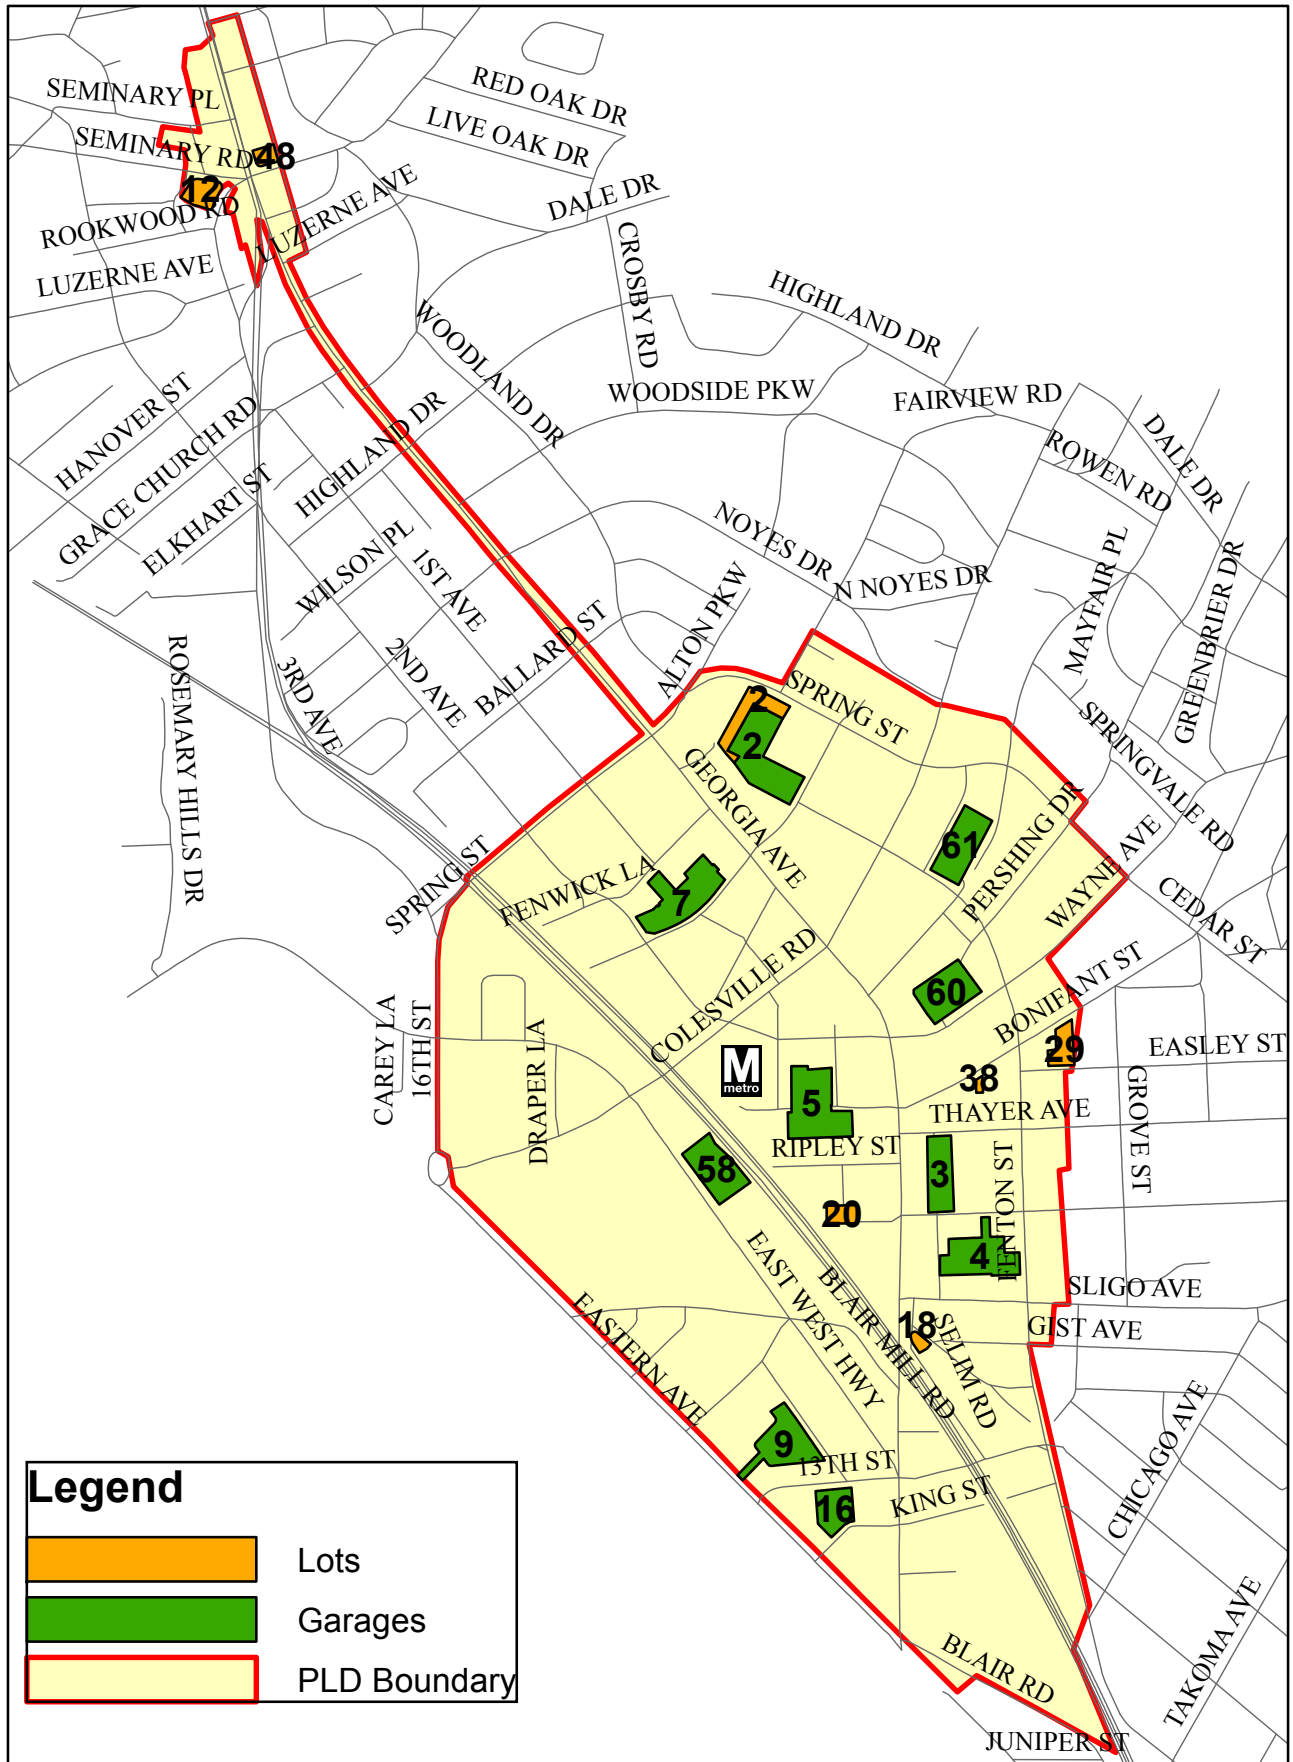 SEMINARY PL
RED OAK DR
LIVE OAK DR
SEMINARY RD
48
12
ROOKWOOD RD
LUZERNE AVE
DALE DR
LUZERNE AVE
CROSBY RD
HIGHLAND DR
WOODLAND DR
WOODSIDE PKW
FAIRVIEW RD
HANOVER ST
GRACE CHURCH RD
HIGHLAND DR
ELKHART ST
ROWEN RD
DALE DR
NOYES DR
N NOYES DR
WILSON PL
1ST AVE
MAYFAIR PL
GREENBRIER DR
ALTON PKW
BALLARD ST
2ND AVE
3RD AVE
ROSEMARY HILLS DR
SPRING ST
2
2
SPRINGVALE RD
GEORGIA AVE
PERSHING DR
61
WAYNE AVE
SPRING ST
FENWICK LA
7
CEDAR ST
COLESVILLE RD
60
BONIFANT ST
CAREY LA
16TH ST
DRAPER LA
M
metro
29
EASLEY ST
38
5
THAYER AVE
GROVE ST
RIPLEY ST
58
3
FENTON ST
20
4
EAST WEST HWY
BLAIR MILL RD
SLIGO AVE
18
GIST AVE
SELIM RD
EASTERN AVE
9
13TH ST
CHICAGO AVE
16
KING ST
TAKOMA AVE
BLAIR RD
JUNIPER ST
Legend
Lots
Garages
PLD Boundary